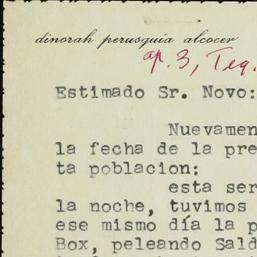 dinorah perusquia alcocer
ap. 3, Teq.
Estimado Sr. Novo:
Nuevamen
la fecha de la pre
ta poblacion:
esta ser
la noche, tuvimos
ese mismo día la p
Box, peleando Sald